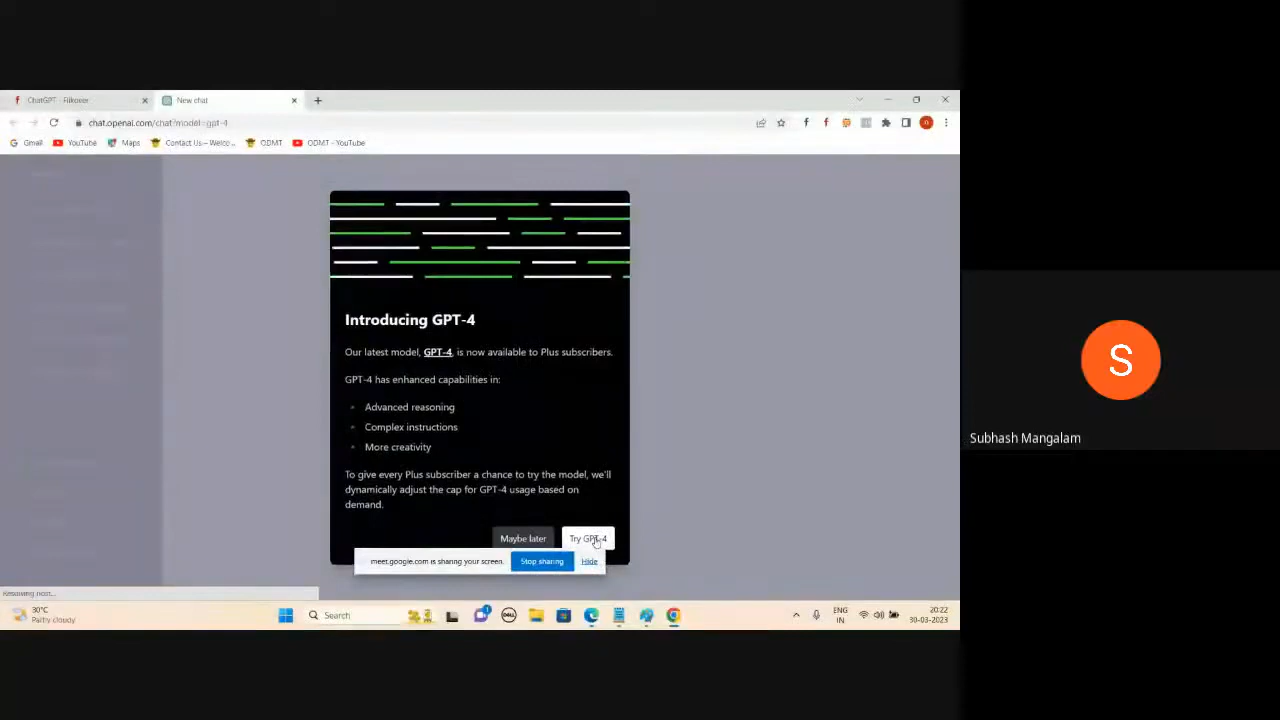 ChatGPT - Flikover
New chat
chat.openai.com/chat?model=gpt-4
Gmail
YouTube
Maps
Contact Us – Welco...
ODMT
ODMT - YouTube
Introducing GPT-4
Our latest model, GPT-4, is now available to Plus subscribers.
GPT-4 has enhanced capabilities in:
Advanced reasoning
Complex instructions
More creativity
To give every Plus subscriber a chance to try the model, we'll
dynamically adjust the cap for GPT-4 usage based on
demand.
Maybe later
Try GPT-4
meet.google.com is sharing your screen.
Stop sharing
Hide
S
Subhash Mangalam
30°C
Partly cloudy
Search
DELL
1
ENG
IN
20:22
30-03-2023